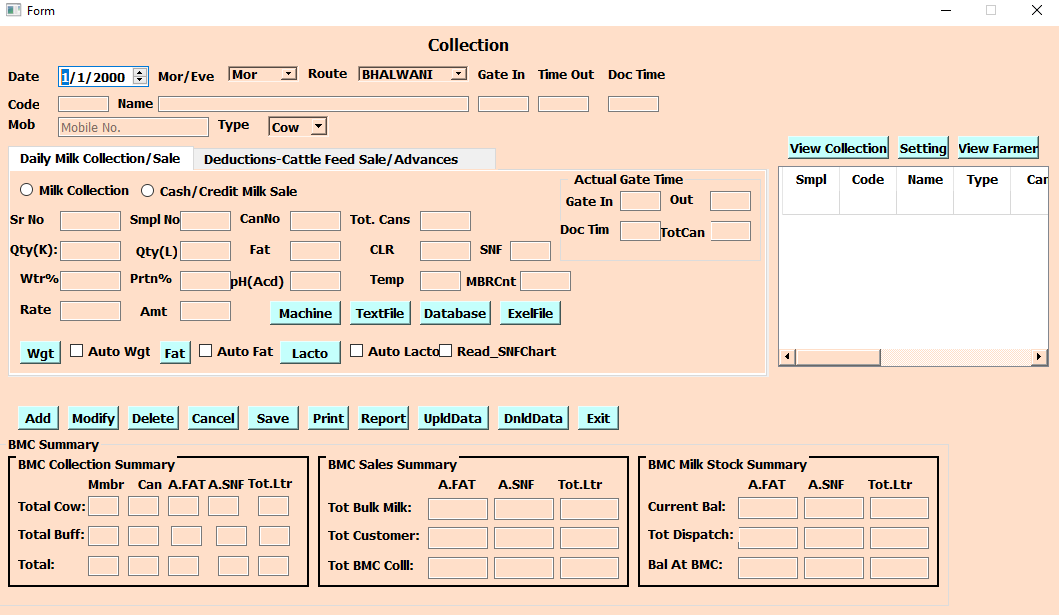 Form
Collection
Date 1/1/2000 Mor/Eve Mor Route BHALWANI Gate In Time Out Doc Time
Code Name
Mob Mobile No. Type Cow
View Collection Setting View Farmer
Daily Milk Collection/Sale Deductions-Cattle Feed Sale/Advances
Smpl Code Name Type Can
Milk Collection Cash/Credit Milk Sale
Actual Gate Time
Gate In Out
Sr No Smpl No CanNo Tot. Cans
Doc Tim TotCan
Qty(K): Qty(L) Fat CLR SNF
Wtr% Prtn% pH(Acd) Temp MBRCnt
Rate Amt Machine TextFile Database ExelFile
Wgt Auto Wgt Fat Auto Fat Lacto Auto Lacto Read_SNFChart
Add Modify Delete Cancel Save Print Report UpldData DnldData Exit
BMC Summary
BMC Collection Summary
Mmbr Can A.FAT A.SNF Tot.Ltr
Total Cow:
Total Buff:
Total:
BMC Sales Summary
A.FAT A.SNF Tot.Ltr
Tot Bulk Milk:
Tot Customer:
Tot BMC Colll:
BMC Milk Stock Summary
A.FAT A.SNF Tot.Ltr
Current Bal:
Tot Dispatch:
Bal At BMC: